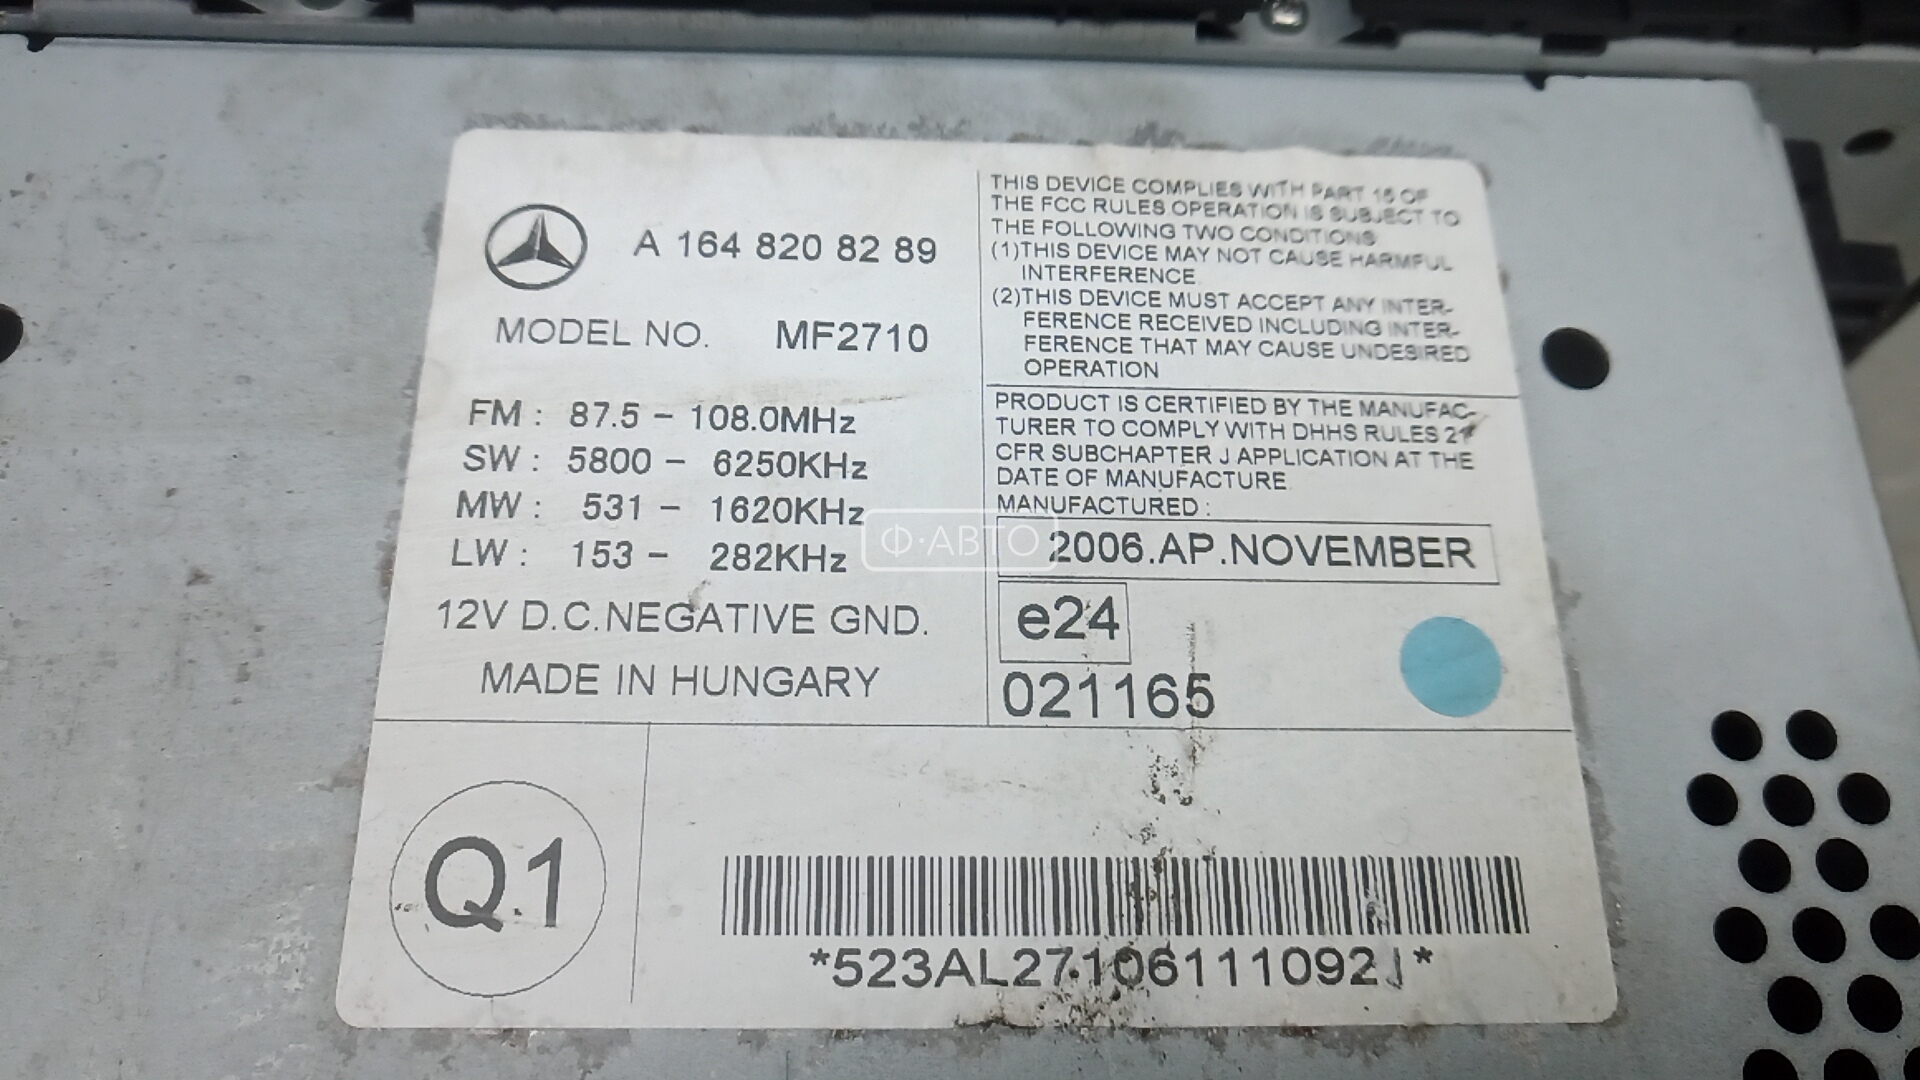 A 164 820 82 89
MODEL NO. MF2710
FM : 87.5 - 108.0MHz
SW : 5800 - 6250KHz
MW : 531 - 1620KHz
LW : 153 - 282KHz
12V D.C.NEGATIVE GND.
MADE IN HUNGARY
THIS DEVICE COMPLIES WITH PART 15 OF
THE FCC RULES.OPERATION IS SUBJECT TO
THE FOLLOWING TWO CONDITIONS
(1)THIS DEVICE MAY NOT CAUSE HARMFUL
INTERFERENCE
(2)THIS DEVICE MUST ACCEPT ANY INTER-
FERENCE RECEIVED INCLUDING INTER-
FERENCE THAT MAY CAUSE UNDESIRED
OPERATION
PRODUCT IS CERTIFIED BY THE MANUFAC-
TURER TO COMPLY WITH DHHS RULES 21
CFR SUBCHAPTER J APPLICATION AT THE
DATE OF MANUFACTURE.
MANUFACTURED :
2006.AP.NOVEMBER
e24
021165
Ф·АВТО
Q.1
*523AL27106111092J*